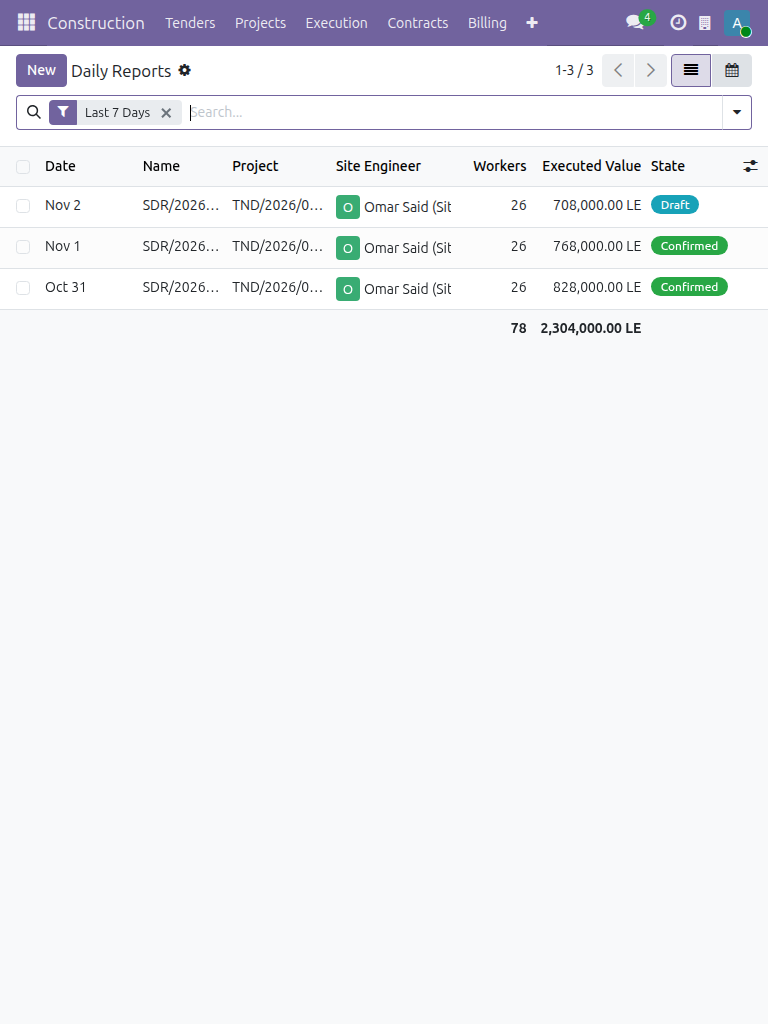 Construction Tenders Projects Execution Contracts Billing 4 A
New Daily Reports 1-3 / 3
Last 7 Days Search...
Date Name Project Site Engineer Workers Executed Value State
Nov 2 SDR/2026... TND/2026/0... O Omar Said (Sit 26 708,000.00 LE Draft
Nov 1 SDR/2026... TND/2026/0... O Omar Said (Sit 26 768,000.00 LE Confirmed
Oct 31 SDR/2026... TND/2026/0... O Omar Said (Sit 26 828,000.00 LE Confirmed
78 2,304,000.00 LE